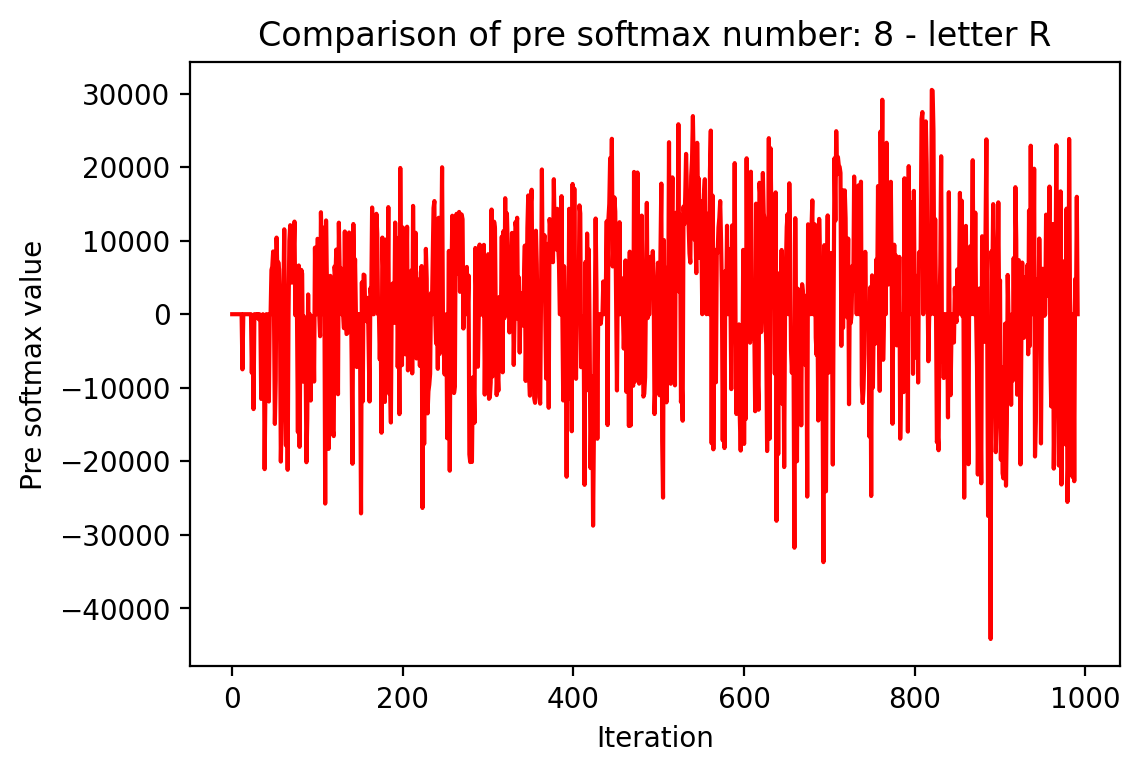 Comparison of pre softmax number: 8 - letter R
30000
20000
10000
0
−10000
−20000
−30000
−40000
Pre softmax value
0 200 400 600 800 1000
Iteration